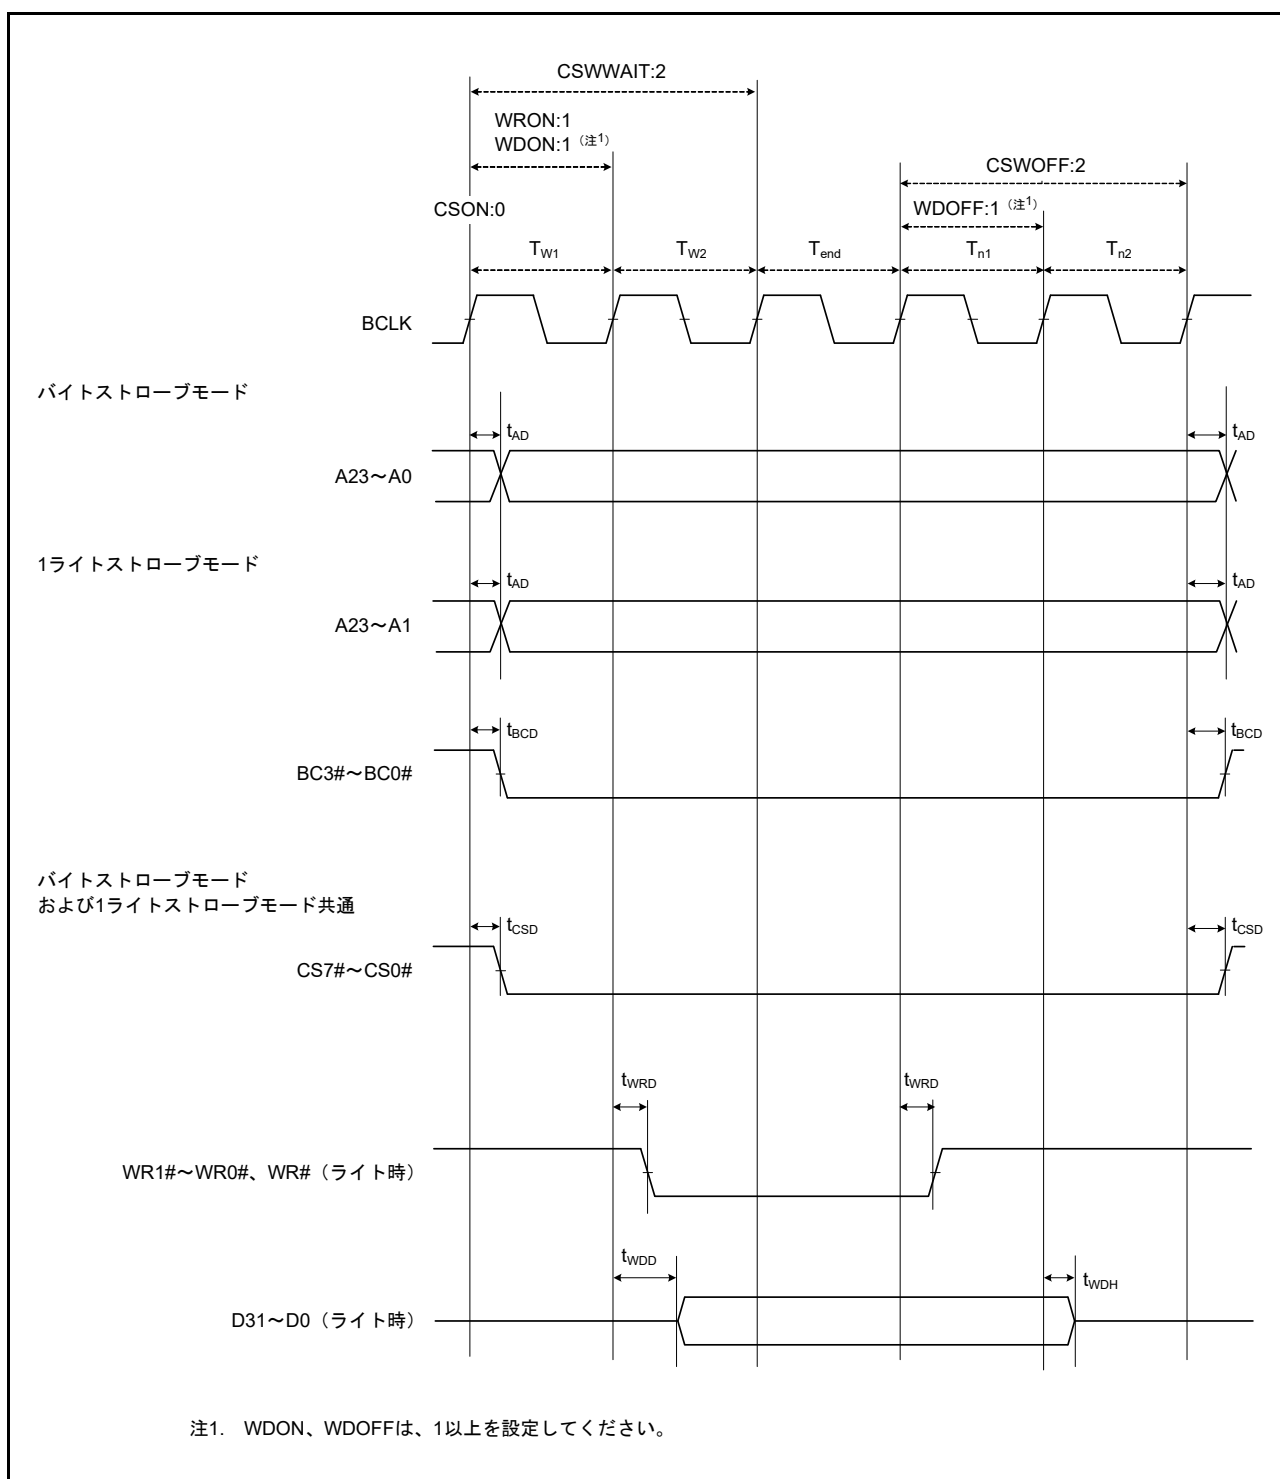 CSWWAIT:2
WRON:1
WDON:1（注1）
CSWOFF:2
WDOFF:1（注1）
CSON:0
TW1
TW2
Tend
Tn1
Tn2
BCLK
バイトストローブモード
tAD
tAD
A23～A0
1ライトストローブモード
tAD
tAD
A23～A1
tBCD
tBCD
BC3#～BC0#
バイトストローブモード
および1ライトストローブモード共通
tCSD
tCSD
CS7#～CS0#
tWRD
tWRD
WR1#～WR0#、WR#（ライト時）
tWDD
tWDH
D31～D0（ライト時）
注1. WDON、WDOFFは、1以上を設定してください。